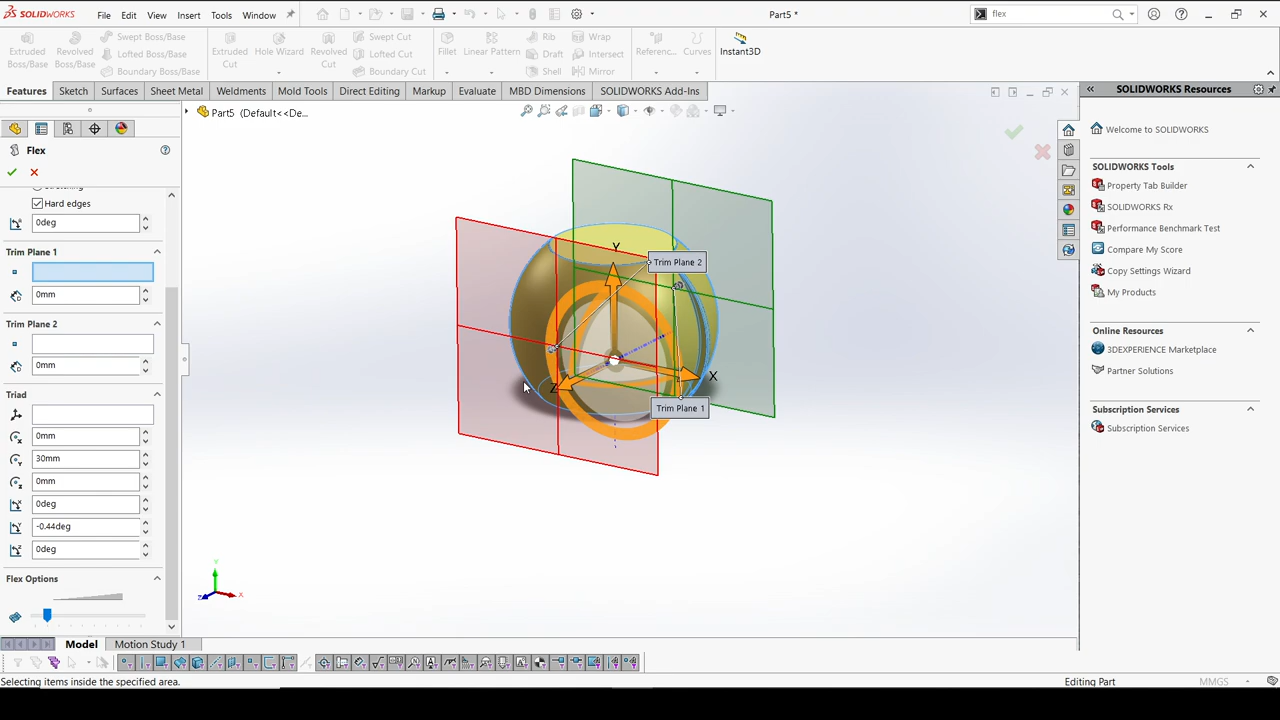 SOLIDWORKS File Edit View Insert Tools Window Part5 * flex
Extruded Boss/Base Revolved Boss/Base Swept Boss/Base Lofted Boss/Base Boundary Boss/Base Extruded Cut Hole Wizard Revolved Cut Swept Cut Lofted Cut Boundary Cut Fillet Linear Pattern Rib Draft Shell Wrap Intersect Mirror Referenc... Curves Instant3D
Features Sketch Surfaces Sheet Metal Weldments Mold Tools Direct Editing Markup Evaluate MBD Dimensions SOLIDWORKS Add-Ins
SOLIDWORKS Resources
Part5 (Default<<De...
Flex
Hard edges
0deg
Trim Plane 1
0mm
Trim Plane 2
0mm
Triad
0mm
30mm
0mm
0deg
-0.44deg
0deg
Flex Options
Y
Trim Plane 2
X
Z
Trim Plane 1
Y
Z X
Welcome to SOLIDWORKS
SOLIDWORKS Tools
Property Tab Builder
SOLIDWORKS Rx
Performance Benchmark Test
Compare My Score
Copy Settings Wizard
My Products
Online Resources
3DEXPERIENCE Marketplace
Partner Solutions
Subscription Services
Subscription Services
Model Motion Study 1
Selecting items inside the specified area. Editing Part MMGS